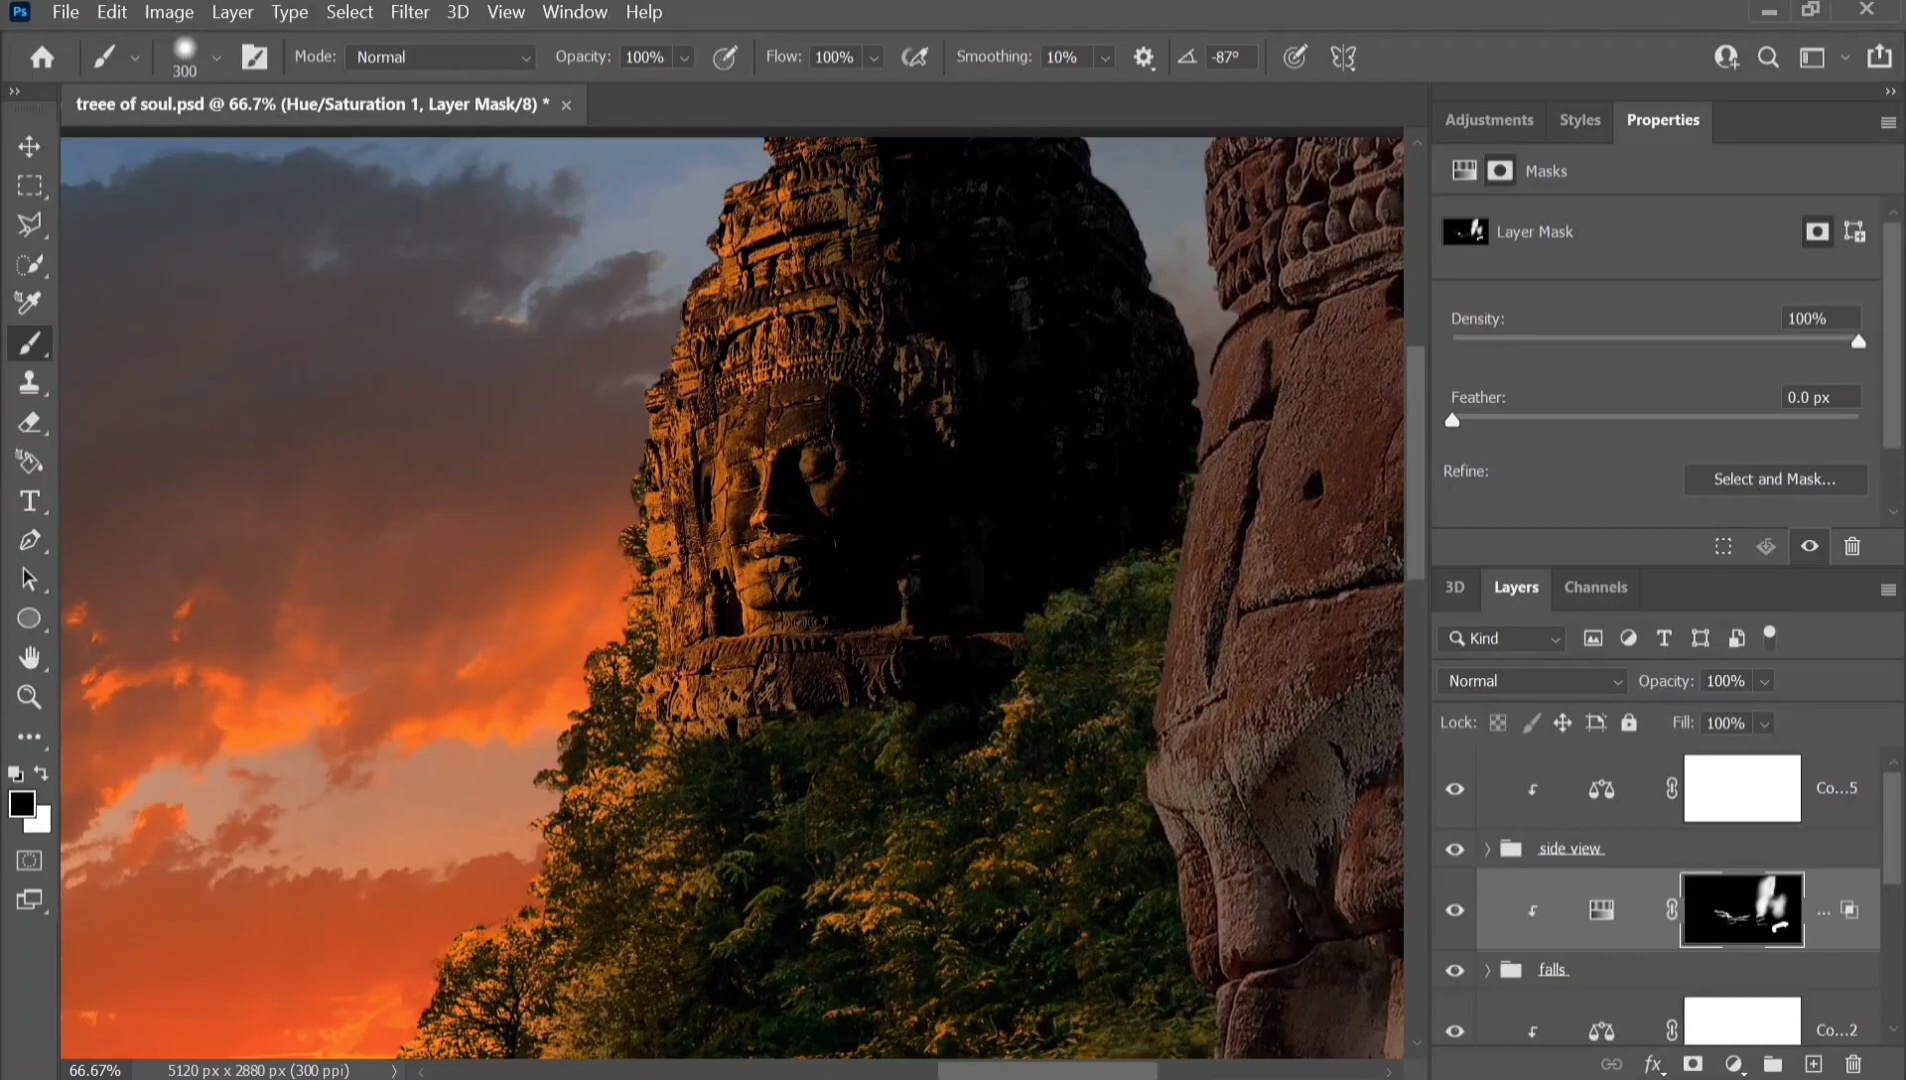 Ps File Edit Image Layer Type Select Filter 3D View Window Help
300 Mode: Normal Opacity: 100% Flow: 100% Smoothing: 10% -87°
treee of soul.psd @ 66.7% (Hue/Saturation 1, Layer Mask/8) *
Adjustments Styles Properties
Masks
Layer Mask
Density: 100%
Feather: 0.0 px
Refine: Select and Mask...
3D Layers Channels
Kind
Normal Opacity: 100%
Lock: Fill: 100%
Co...5
side view
...
falls
Co...2
fx
66.67% 5120 px x 2880 px (300 ppi)